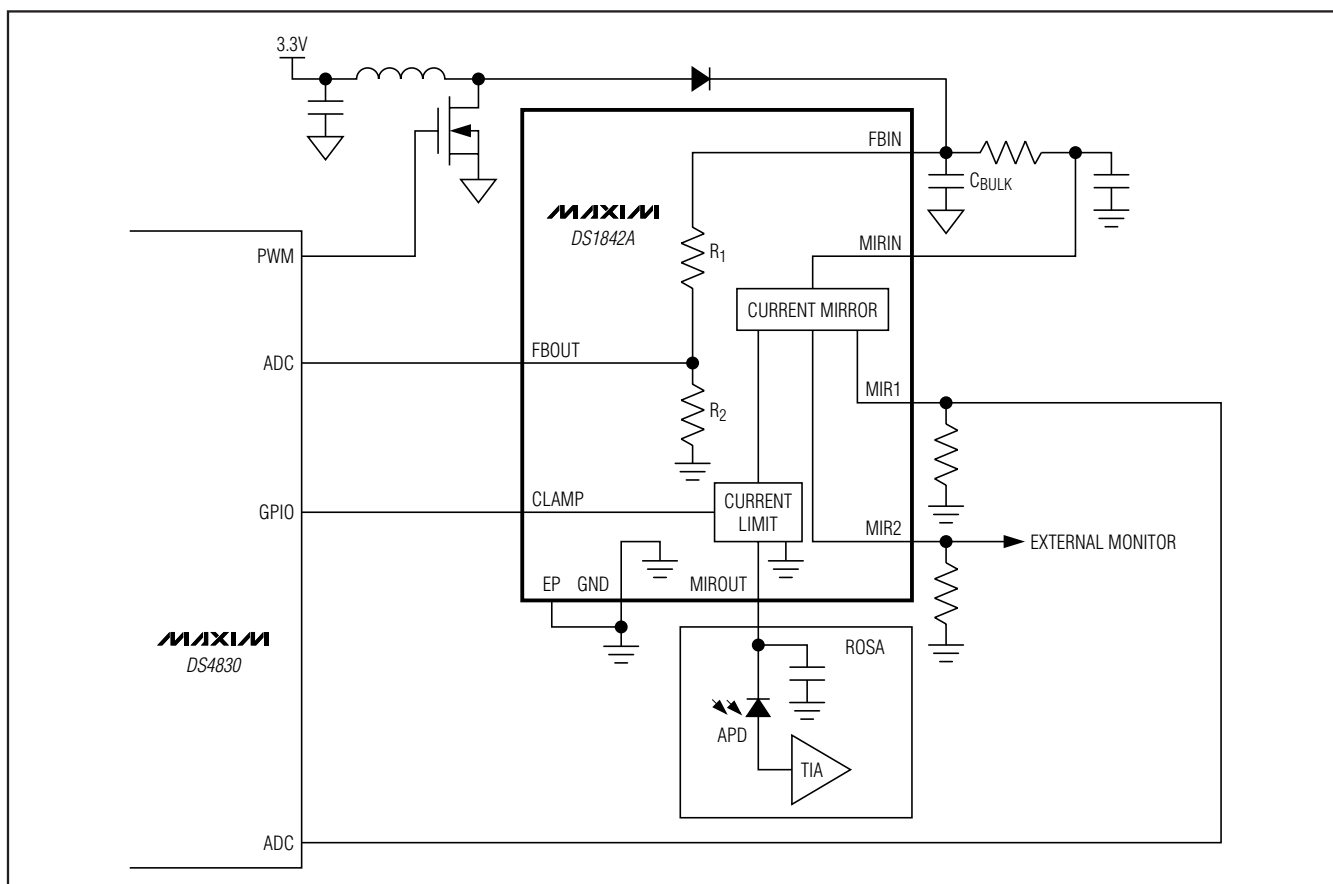 3.3V
FBIN
CBULK
MAXIM
DS1842A
PWM
R1
MIRIN
CURRENT MIRROR
ADC
FBOUT
MIR1
R2
GPIO
CLAMP
CURRENT
LIMIT
MIR2
EXTERNAL MONITOR
EP
GND
MIROUT
MAXIM
DS4830
ROSA
APD
TIA
ADC